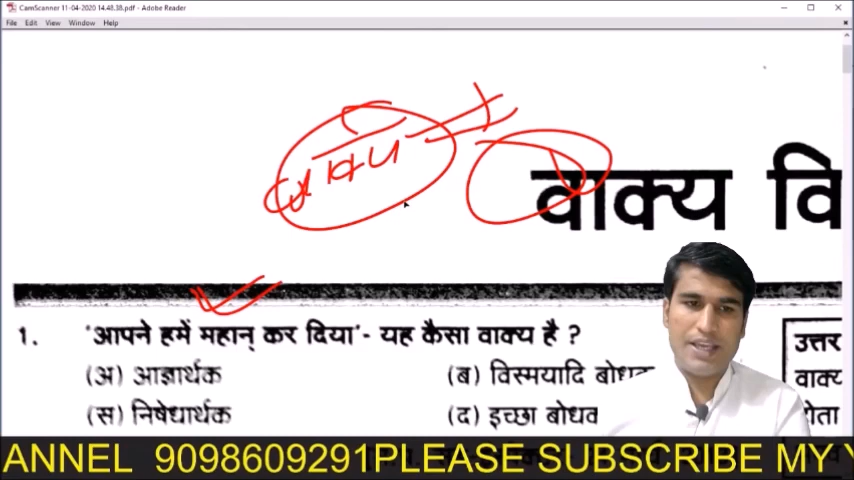 CamScanner 11-04-2020 14.48.38.pdf - Adobe Reader
File Edit View Window Help
वाक्य वि
1. 'आपने हमें महान् कर दिया'- यह कैसा वाक्य है ?
(अ) आज्ञार्थक (ब) विस्मयादि बोधक
(स) निषेधार्थक (द) इच्छा बोधव
उत्तर
वाक्य
होता
ANNEL 9098609291PLEASE SUBSCRIBE MY Y